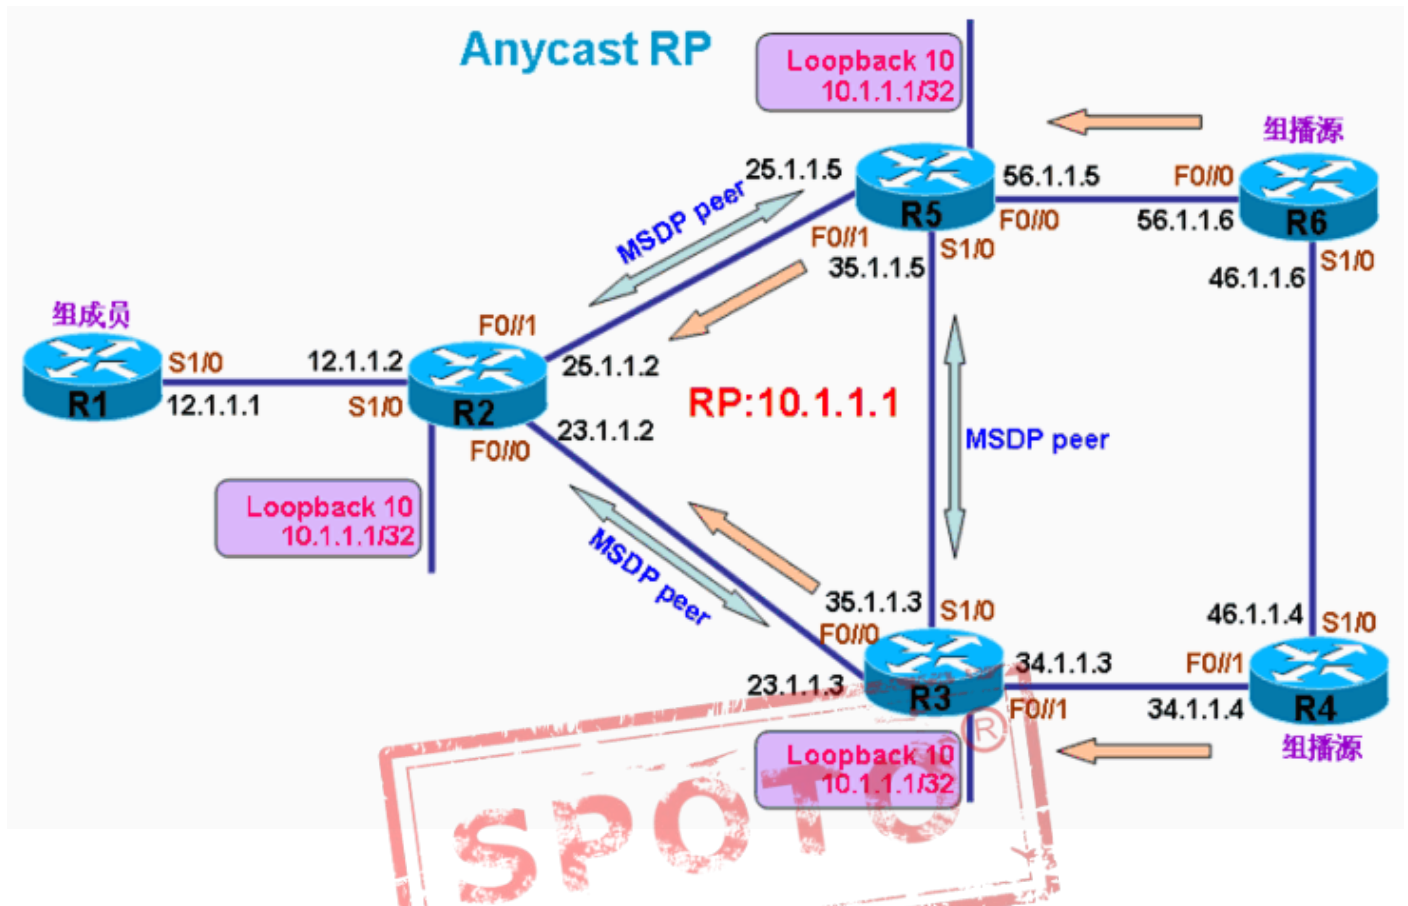 Anycast RP
Loopback 10
10.1.1.1/32
组播源
25.1.1.5
56.1.1.5
F0//0
MSDP peer
R5
F0//0
56.1.1.6
R6
F0//1
S1/0
35.1.1.5
S1/0
46.1.1.6
组成员
F0//1
S1/0
12.1.1.2
25.1.1.2
R1
12.1.1.1
S1/0
R2
RP:10.1.1.1
23.1.1.2
F0//0
MSDP peer
Loopback 10
10.1.1.1/32
MSDP peer
35.1.1.3
S1/0
46.1.1.4
S1/0
F0//0
34.1.1.3
F0//1
23.1.1.3
R3
F0//1
34.1.1.4
R4
组播源
Loopback 10
10.1.1.1/32
SPOTO
®